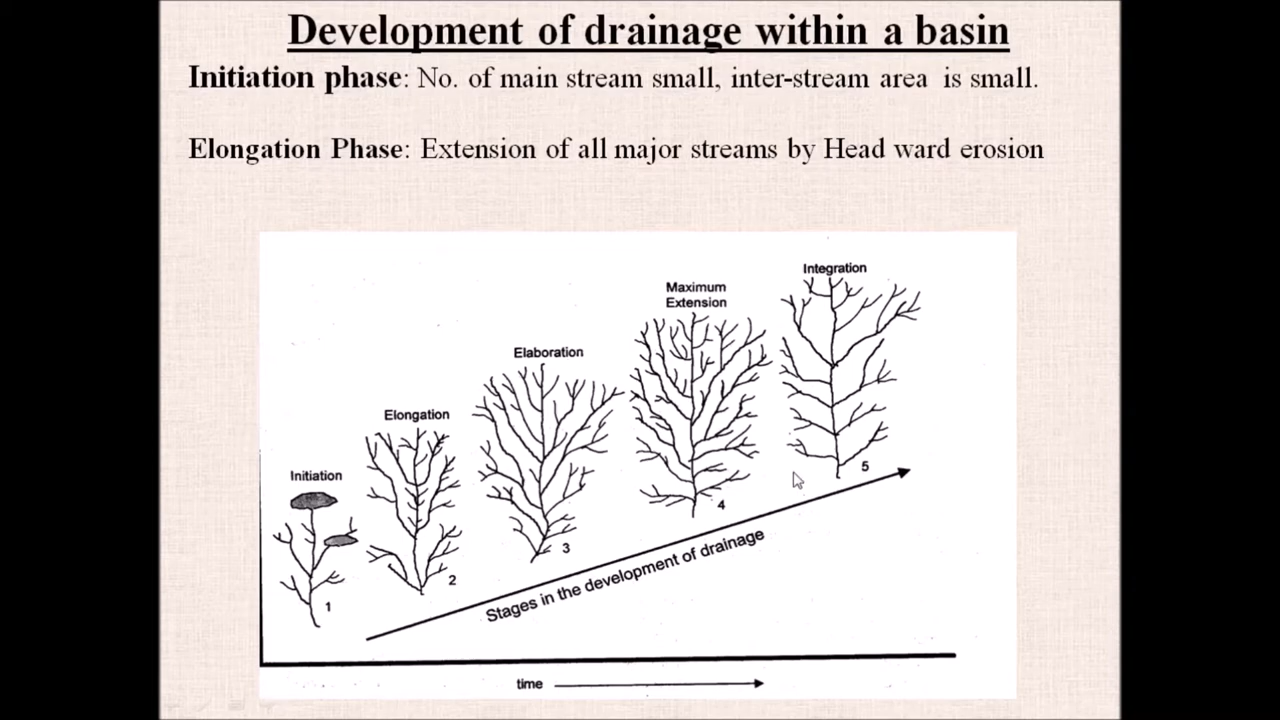 Development of drainage within a basin
Initiation phase: No. of main stream small, inter-stream area is small.
Elongation Phase: Extension of all major streams by Head ward erosion
Integration
Maximum
Extension
Elaboration
Elongation
Initiation
1
2
3
4
5
Stages in the development of drainage
time